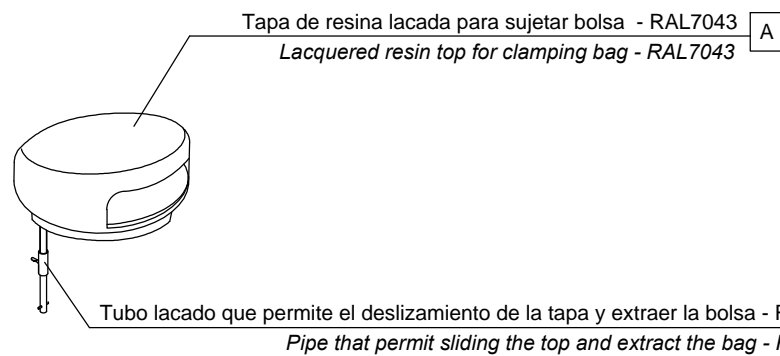 Tapa de resina lacada para sujetar bolsa - RAL7043
A
Lacquered resin top for clamping bag - RAL7043
Tubo lacado que permite el deslizamiento de la tapa y extraer la bolsa -
Pipe that permit sliding the top and extract the bag -